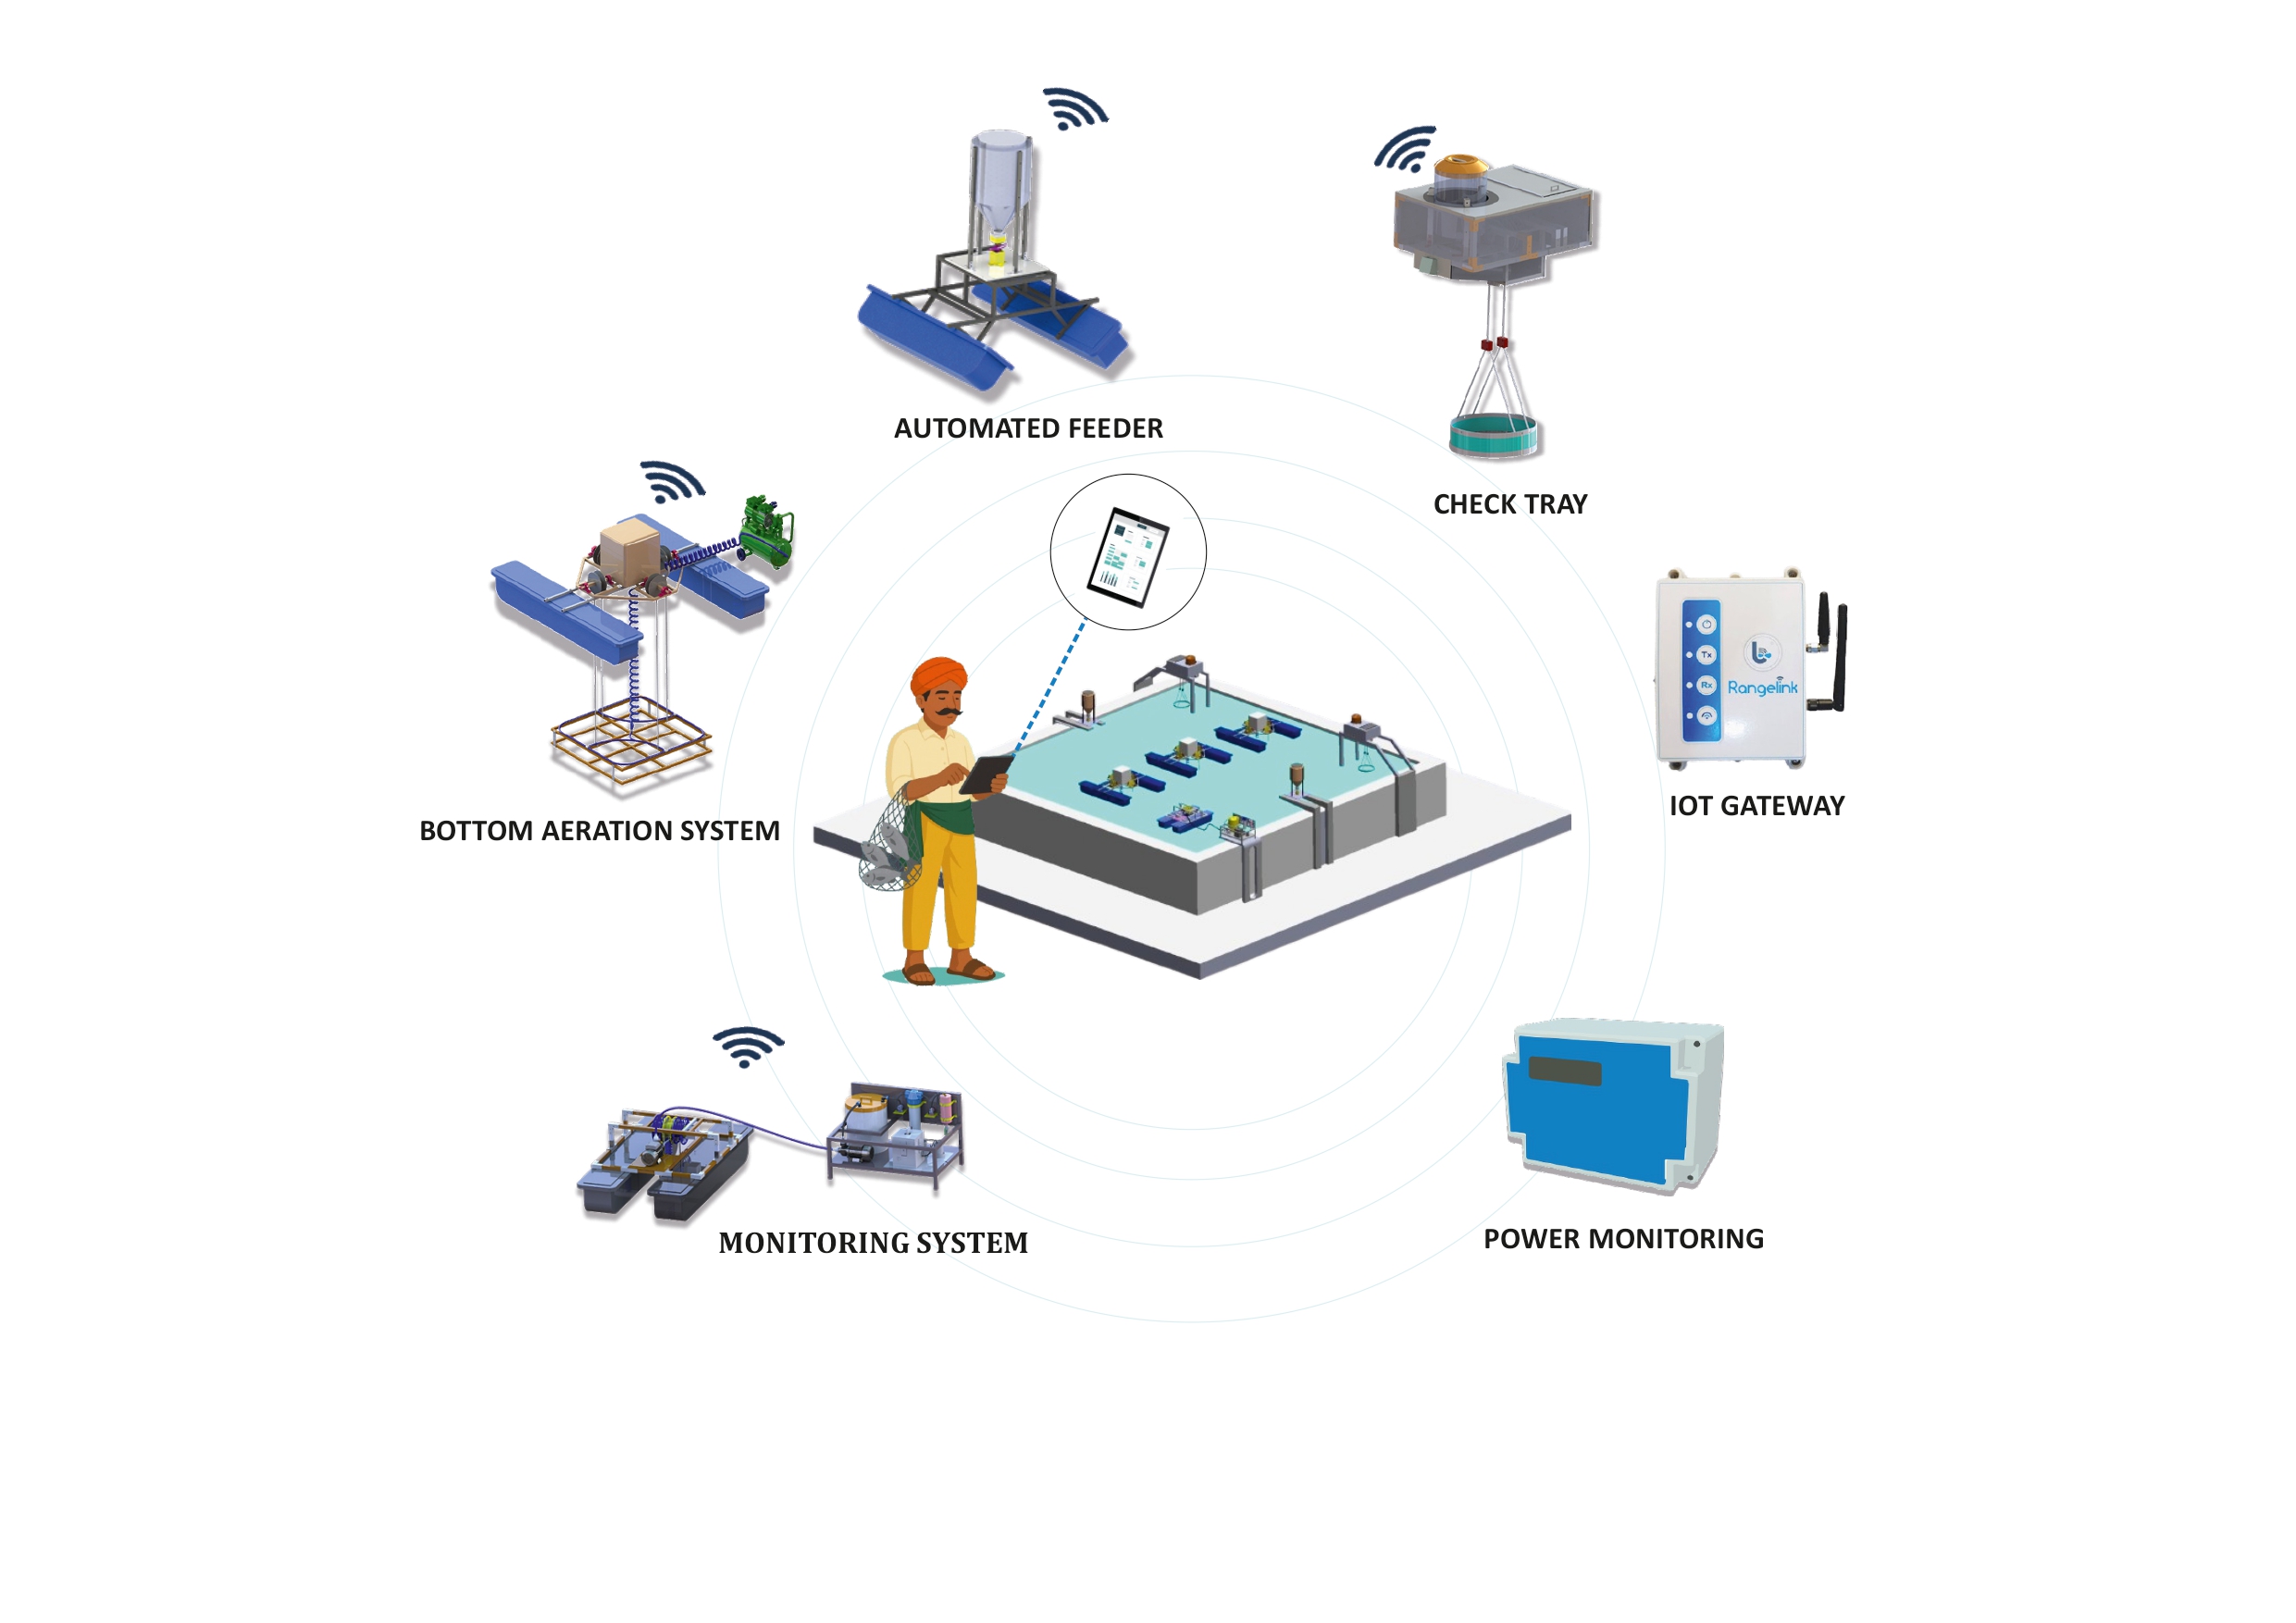 AUTOMATED FEEDER
CHECK TRAY
BOTTOM AERATION SYSTEM
Tx
Rx
Rangelink
IOT GATEWAY
MONITORING SYSTEM
POWER MONITORING